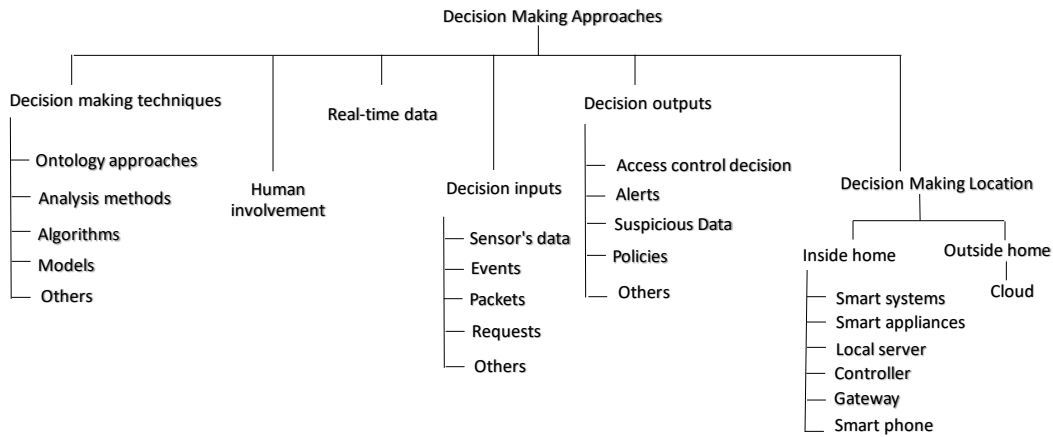 Decision Making Approaches
Decision making techniques
Ontology approaches
Analysis methods
Algorithms
Models
Others
Human
involvement
Real-time data
Decision inputs
Sensor's data
Events
Packets
Requests
Others
Decision outputs
Access control decision
Alerts
Suspicious Data
Policies
Others
Decision Making Location
Inside home
Smart systems
Smart appliances
Local server
Controller
Gateway
Smart phone
Outside home
Cloud